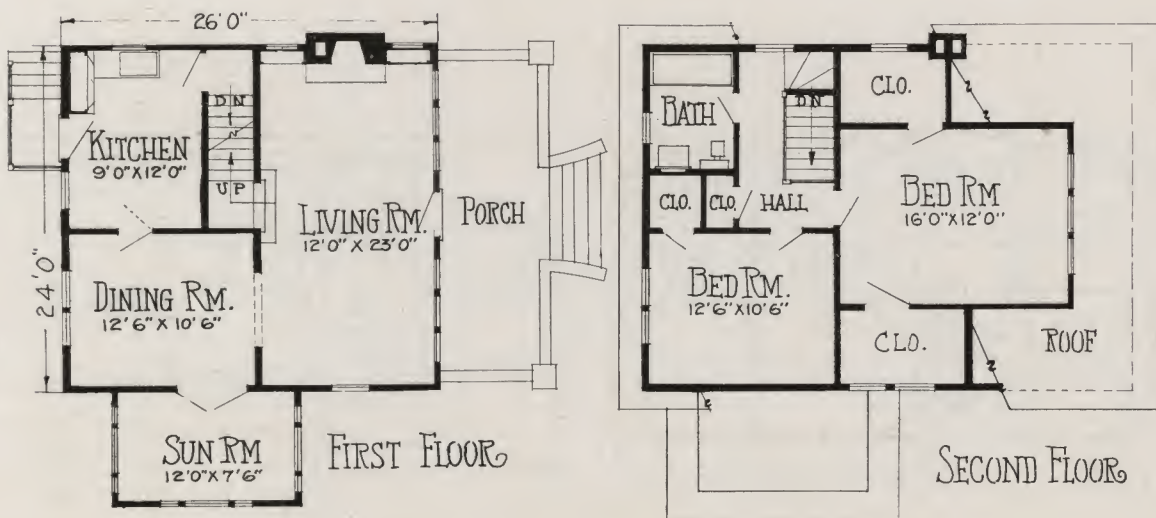 26'0"
24'0"
KITCHEN
9'0"X12'0"
DN
UP
LIVING RM.
12'0" X 23'0"
PORCH
DINING RM.
12'6" X 10'6"
SUN RM
12'0"X7'6"
FIRST FLOOR
BATH
CLO.
DN
CLO.
CLO.
HALL
BED RM
16'0"X12'0"
BED RM.
12'6"X10'6"
CLO.
ROOF
SECOND FLOOR